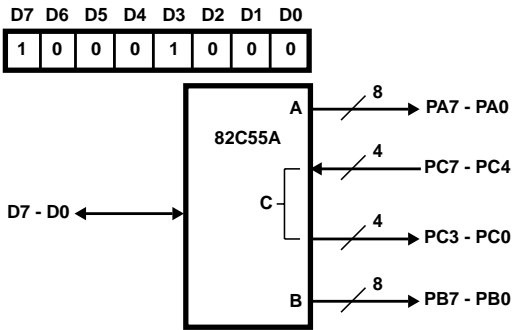 D7 D6 D5 D4 D3 D2 D1 D0
1 0 0 0 1 0 0 0
A 8 PA7 - PA0
82C55A
4 PC7 - PC4
D7 - D0 C
4 PC3 - PC0
B 8 PB7 - PB0